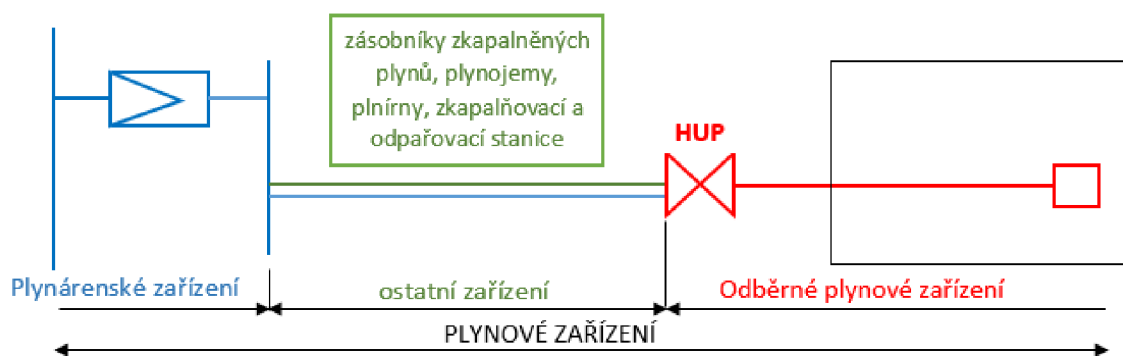 zásobníky zkapalněných
plynů, plynojemy,
plnírny, zkapalňovací a
odpařovací stanice
HUP
Plynárenské zařízení
ostatní zařízení
Odběrné plynové zařízení
PLYNOVÉ ZAŘÍZENÍ